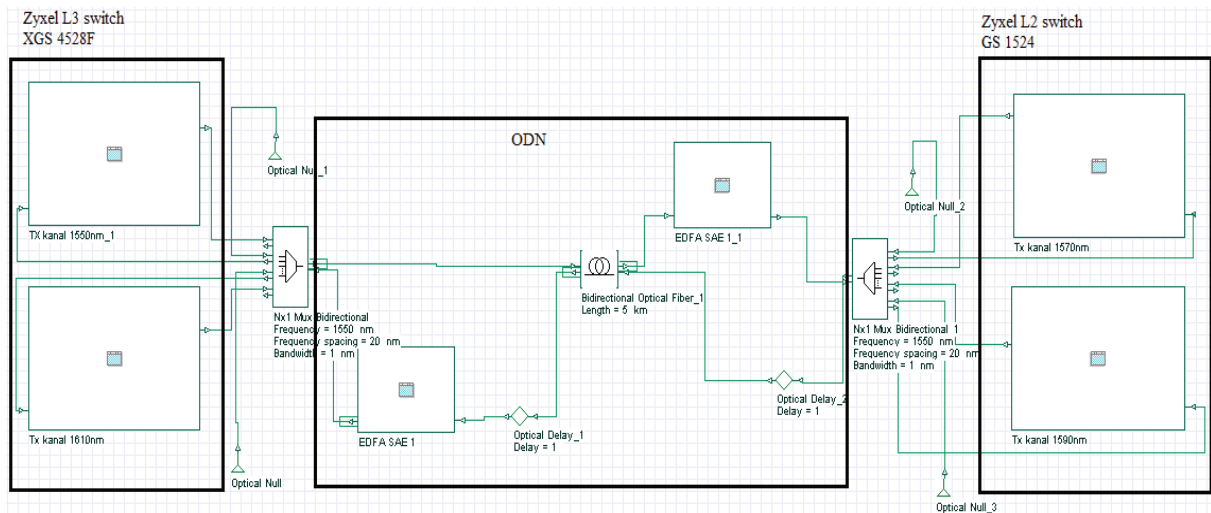 Zyxel L3 switch
XGS 4528F
Zyxel L2 switch
GS 1524
ODN
Optical Null_1
Optical Null_2
TX kanal 1550nm_1
EDFA SAE 1_1
Tx kanal 1570nm
Bidirectional Optical Fiber_1
Length = 5 km
Nx1 Mux Bidirectional
Frequency = 1550 nm
Frequency spacing = 20 nm
Bandwidth = 1 nm
Nx1 Mux Bidirectional 1
Frequency = 1550 nm
Frequency spacing = 20 nm
Bandwidth = 1 nm
Optical Delay_2
Delay = 1
Optical Delay_1
Delay = 1
EDFA SAE 1
Tx kanal 1610nm
Tx kanal 1590nm
Optical Null
Optical Null_3